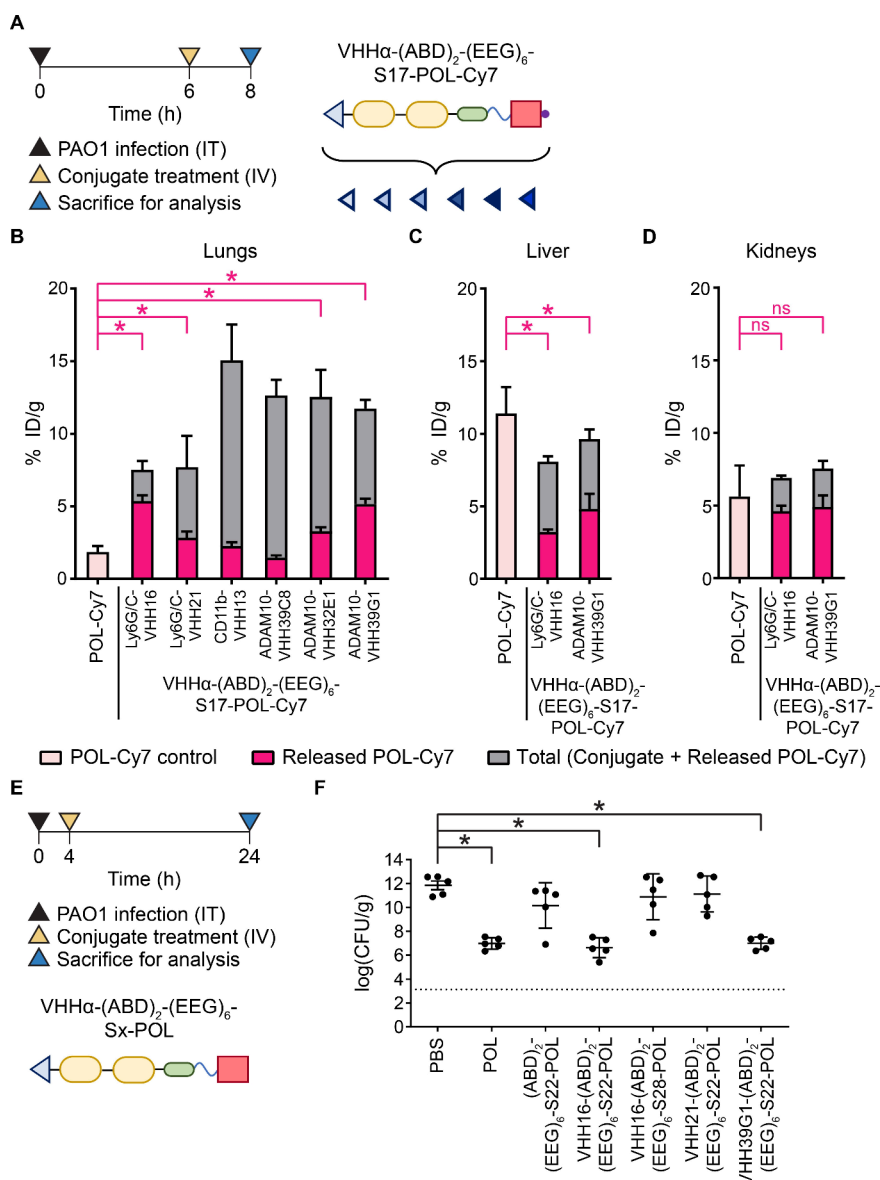 A
0
6
8
Time (h)
PAO1 infection (IT)
Conjugate treatment (IV)
Sacrifice for analysis
VHHα-(ABD)2-(EEG)6-
S17-POL-Cy7
B
Lungs
% ID/g
20
15
10
5
0
*
*
*
*
POL-Cy7
Ly6G/C-
VHH16
Ly6G/C-
VHH21
CD11b-
VHH13
ADAM10-
VHH39C8
ADAM10-
VHH32E1
ADAM10-
VHH39G1
VHHα-(ABD)2-(EEG)6-
S17-POL-Cy7
C
Liver
% ID/g
20
15
10
5
0
*
*
POL-Cy7
Ly6G/C-
VHH16
ADAM10-
VHH39G1
VHHα-(ABD)2-
(EEG)6-S17-
POL-Cy7
D
Kidneys
% ID/g
20
15
10
5
0
ns
ns
POL-Cy7
Ly6G/C-
VHH16
ADAM10-
VHH39G1
VHHα-(ABD)2-
(EEG)6-S17-
POL-Cy7
POL-Cy7 control
Released POL-Cy7
Total (Conjugate + Released POL-Cy7)
E
0
4
24
Time (h)
PAO1 infection (IT)
Conjugate treatment (IV)
Sacrifice for analysis
VHHα-(ABD)2-(EEG)6-
Sx-POL
F
log(CFU/g)
14
12
10
8
6
4
2
0
*
*
*
PBS
POL
(ABD)2-
(EEG)6-S22-POL
VHH16-(ABD)2-
(EEG)6-S22-POL
VHH16-(ABD)2-
(EEG)6-S28-POL
VHH21-(ABD)2-
(EEG)6-S22-POL
VHH39G1-(ABD)2-
(EEG)6-S22-POL